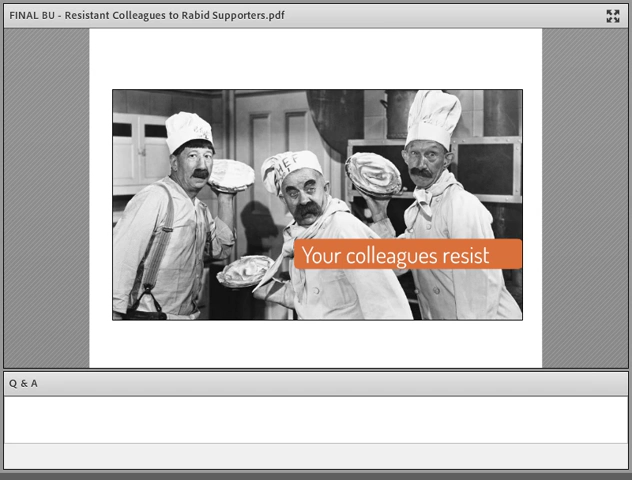 FINAL BU - Resistant Colleagues to Rabid Supporters.pdf
Your colleagues resist
Q & A